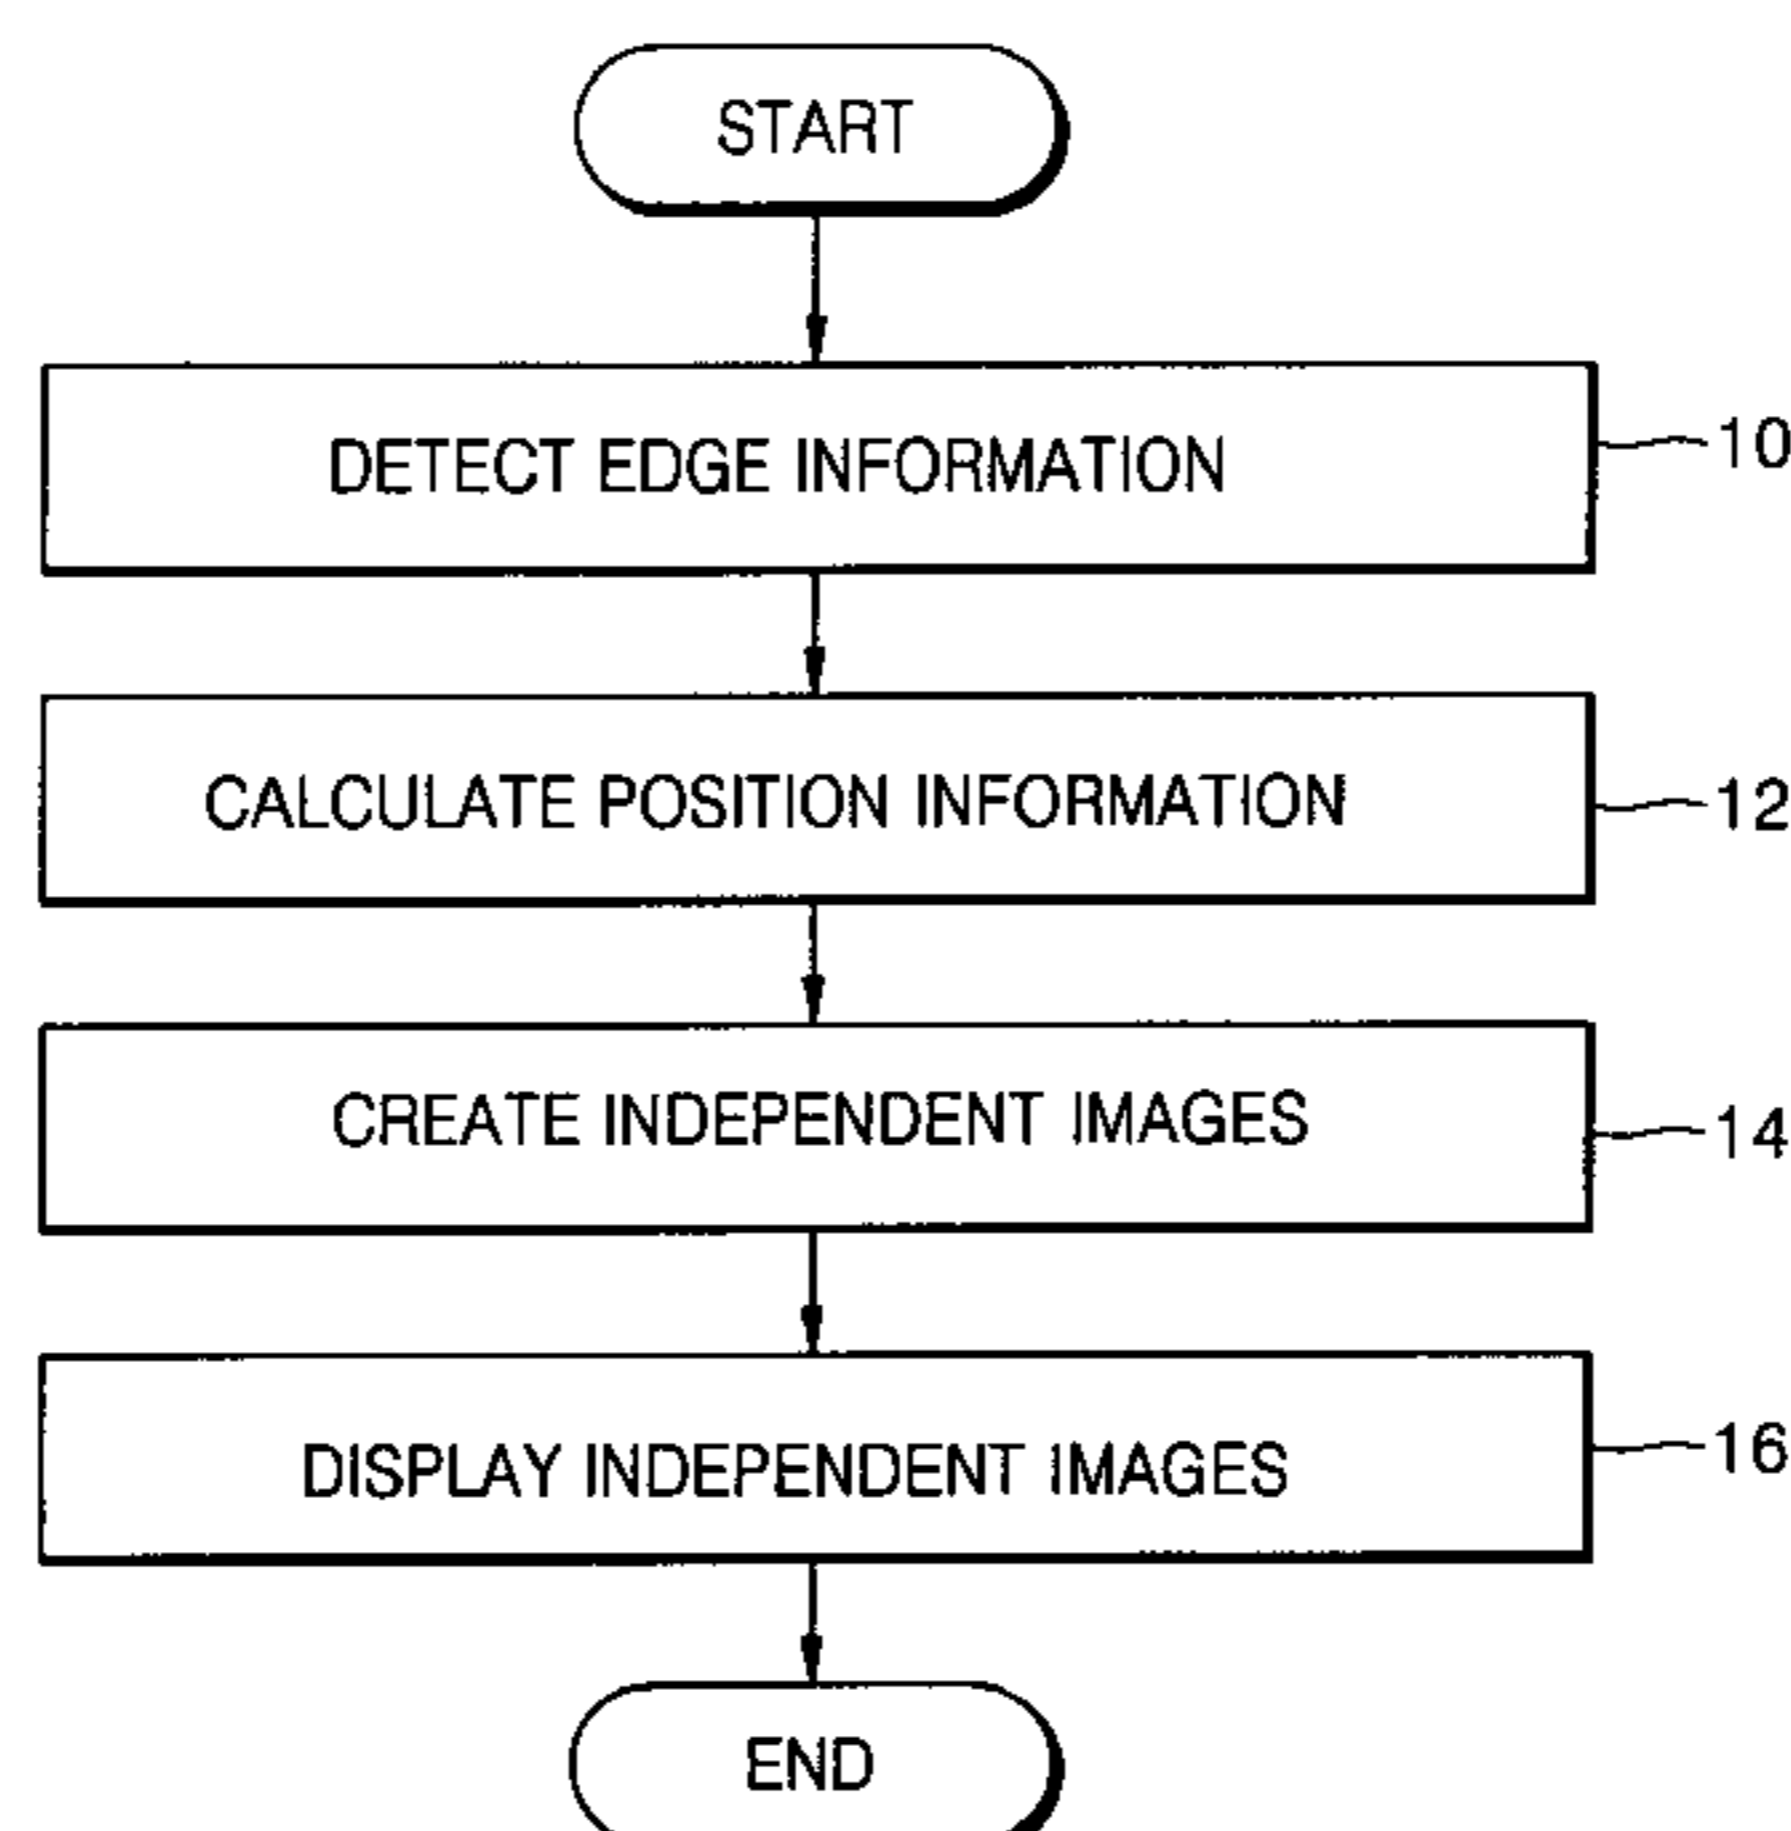 START
DETECT EDGE INFORMATION
10
CALCULATE POSITION INFORMATION
12
CREATE INDEPENDENT IMAGES
14
DISPLAY INDEPENDENT IMAGES
16
END